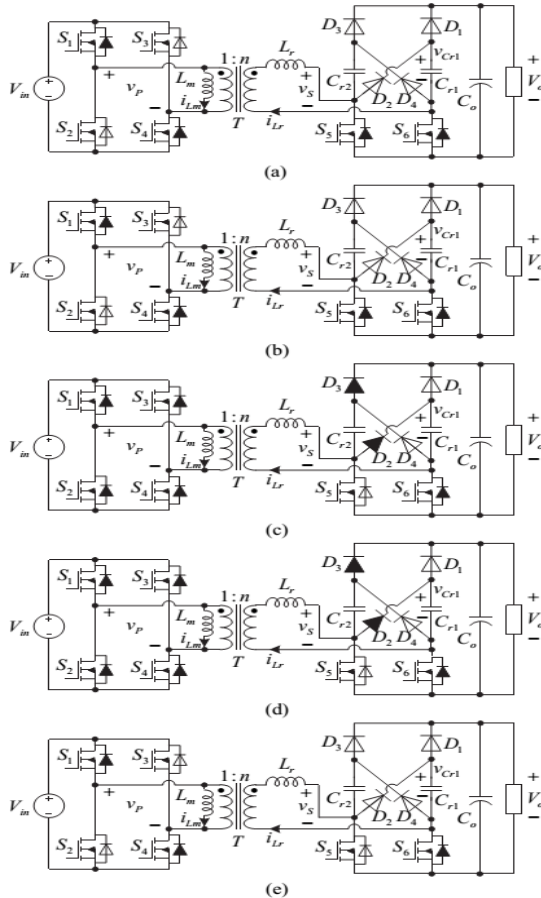 S1 S3 1:n Lr D3 D1
Vin + vP − Lm iLm T iLr + vS − Cr2 D2 D4 + vCr1 − Cr1 Co + V −
S2 S4 S5 S6
(a)
S1 S3 1:n Lr D3 D1
Vin + vP − Lm iLm T iLr + vS − Cr2 D2 D4 + vCr1 − Cr1 Co + V −
S2 S4 S5 S6
(b)
S1 S3 1:n Lr D3 D1
Vin + vP − Lm iLm T iLr + vS − Cr2 D2 D4 + vCr1 − Cr1 Co + V −
S2 S4 S5 S6
(c)
S1 S3 1:n Lr D3 D1
Vin + vP − Lm iLm T iLr + vS − Cr2 D2 D4 + vCr1 − Cr1 Co + V −
S2 S4 S5 S6
(d)
S1 S3 1:n Lr D3 D1
Vin + vP − Lm iLm T iLr + vS − Cr2 D2 D4 + vCr1 − Cr1 Co + V −
S2 S4 S5 S6
(e)